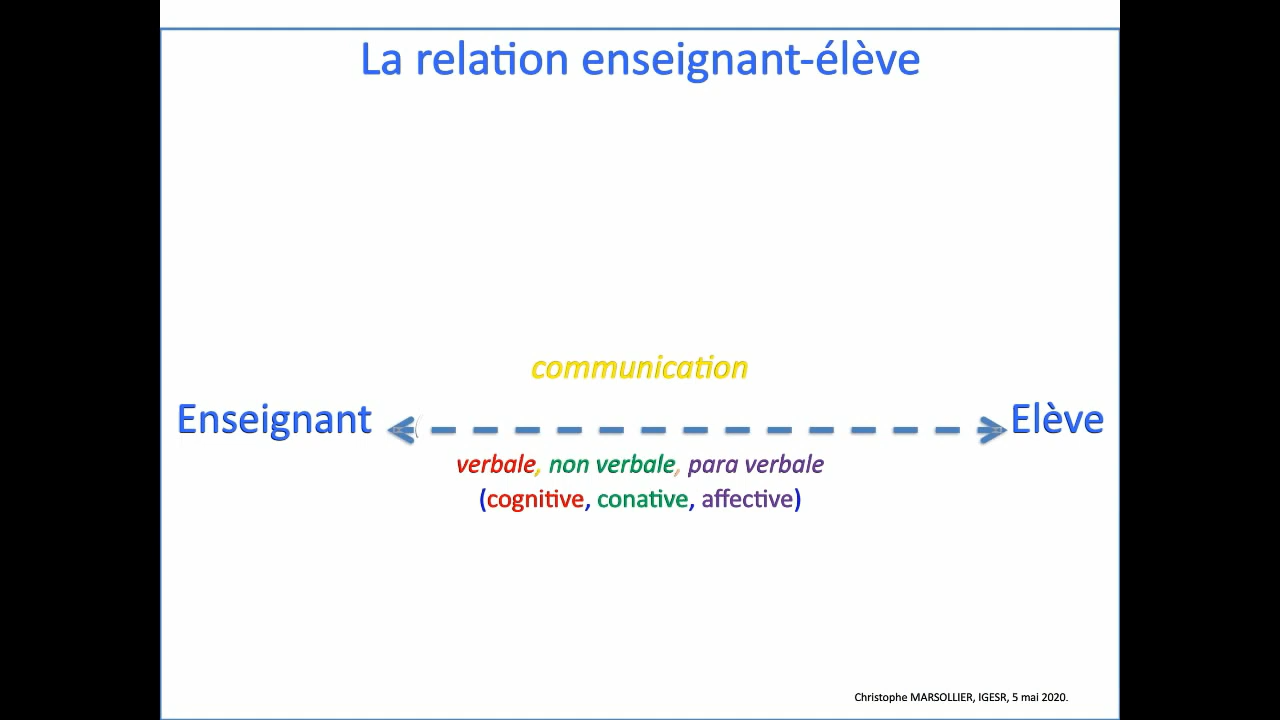 La relation enseignant-élève
communication
Enseignant
Elève
verbale, non verbale, para verbale
(cognitive, conative, affective)
Christophe MARSOLLIER, IGESR, 5 mai 2020.